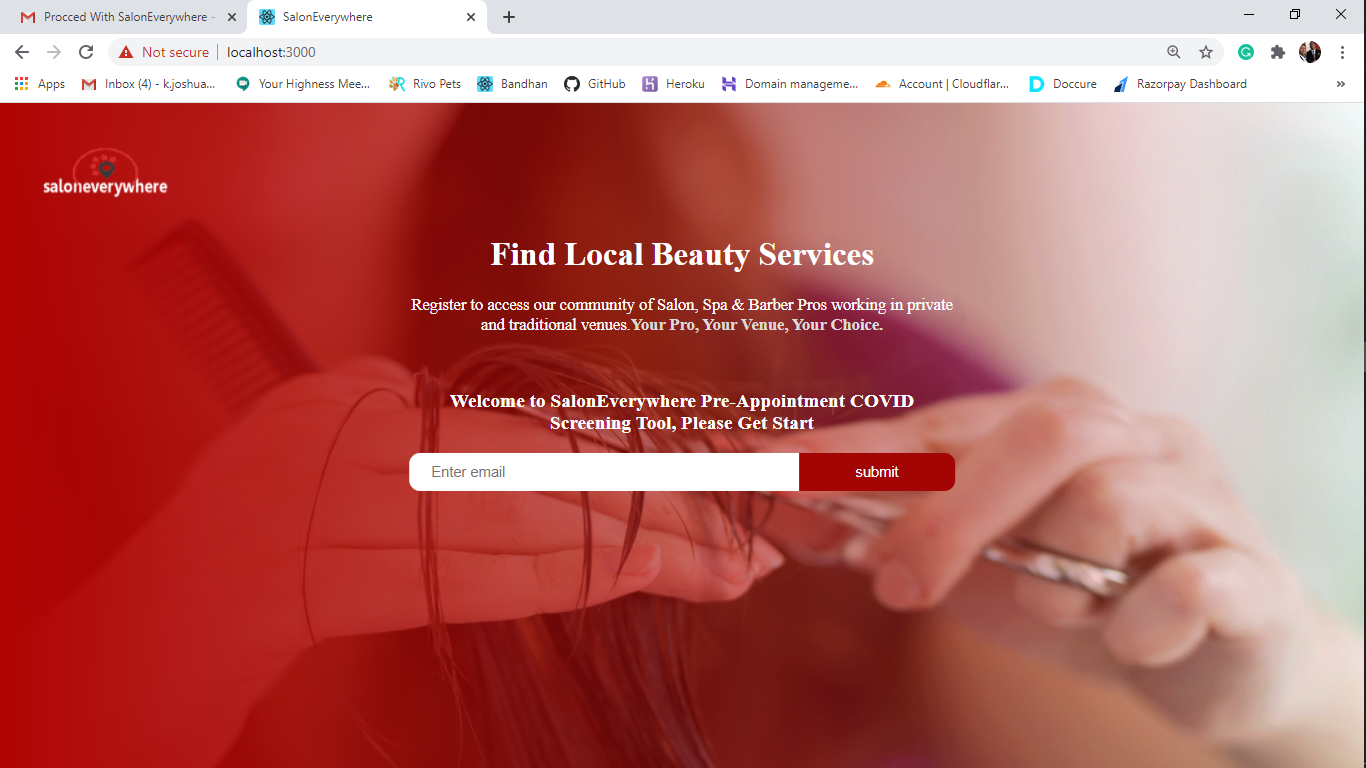 Procced With SalonEverywhere -
SalonEverywhere
Not secure
localhost:3000
Apps
Inbox (4) - k.joshua...
Your Highness Mee...
Rivo Pets
Bandhan
GitHub
Heroku
Domain manageme...
Account | Cloudflar...
Doccure
Razorpay Dashboard
»
saloneverywhere
Find Local Beauty Services
Register to access our community of Salon, Spa & Barber Pros working in private
and traditional venues.Your Pro, Your Venue, Your Choice.
Welcome to SalonEverywhere Pre-Appointment COVID
Screening Tool, Please Get Start
Enter email
submit